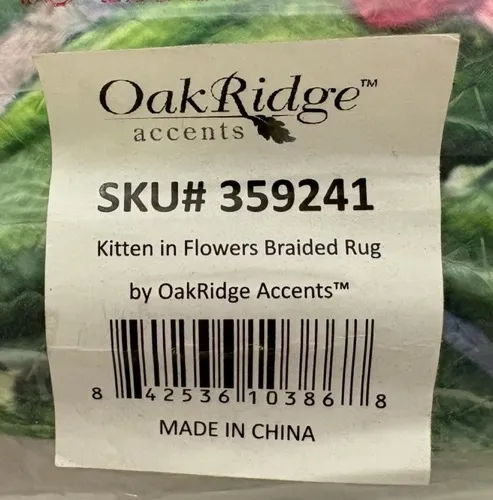 OakRidge™
accents
SKU# 359241
Kitten in Flowers Braided Rug
by OakRidge Accents™
8 42536 10386 8
MADE IN CHINA